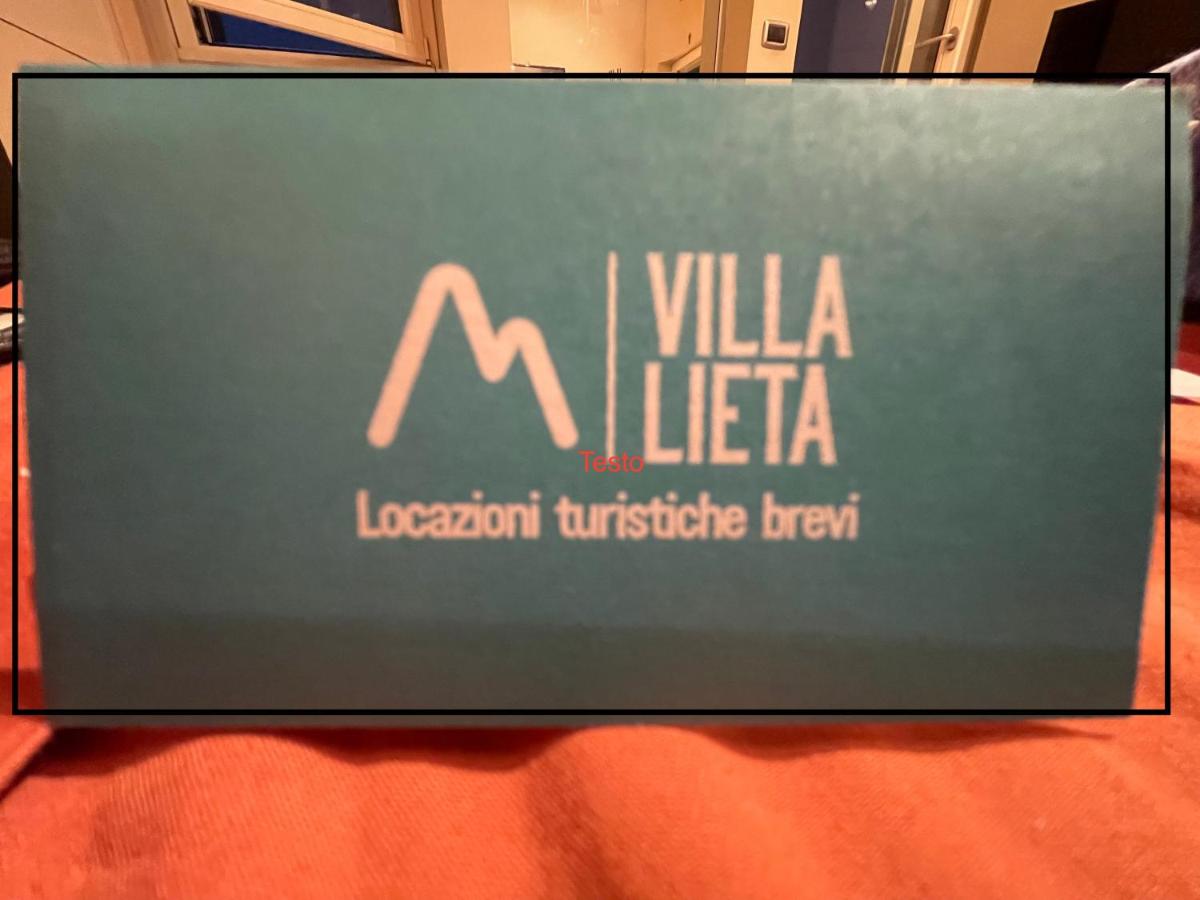 VILLA
LIETA
Testo
Locazioni turistiche brevi